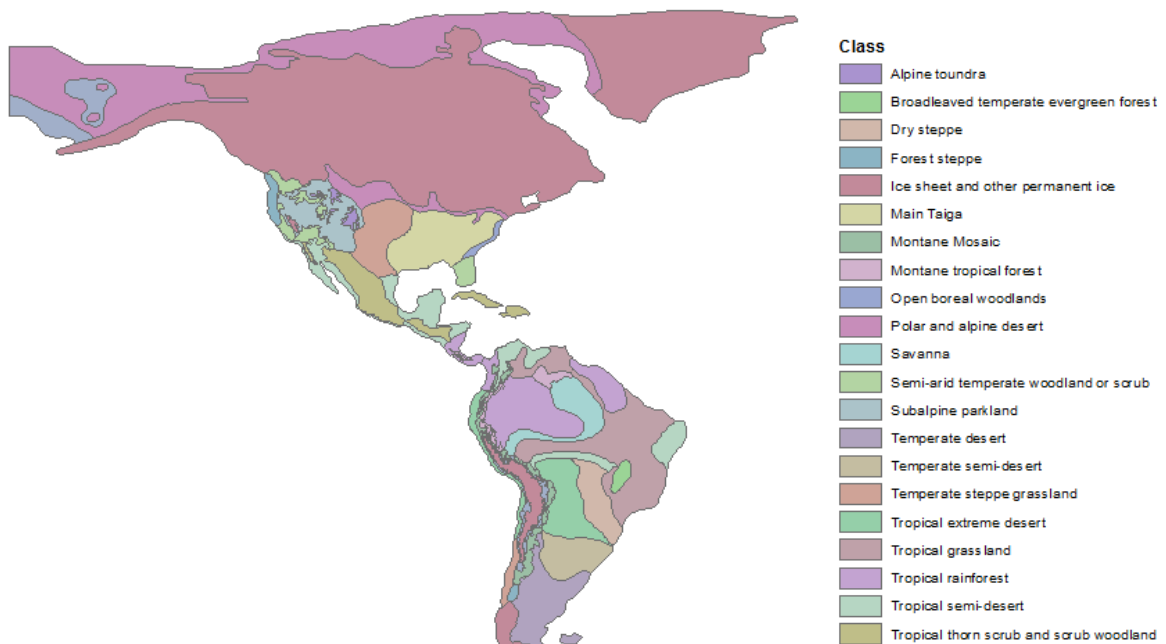 Class
Alpine toundra
Broadleaved temperate evergreen forest
Dry steppe
Forest steppe
Ice sheet and other permanent ice
Main Taiga
Montane Mosaic
Montane tropical forest
Open boreal woodlands
Polar and alpine desert
Savanna
Semi-arid temperate woodland or scrub
Subalpine parkland
Temperate desert
Temperate semi-desert
Temperate steppe grassland
Tropical extreme desert
Tropical grassland
Tropical rainforest
Tropical semi-desert
Tropical thorn scrub and scrub woodland